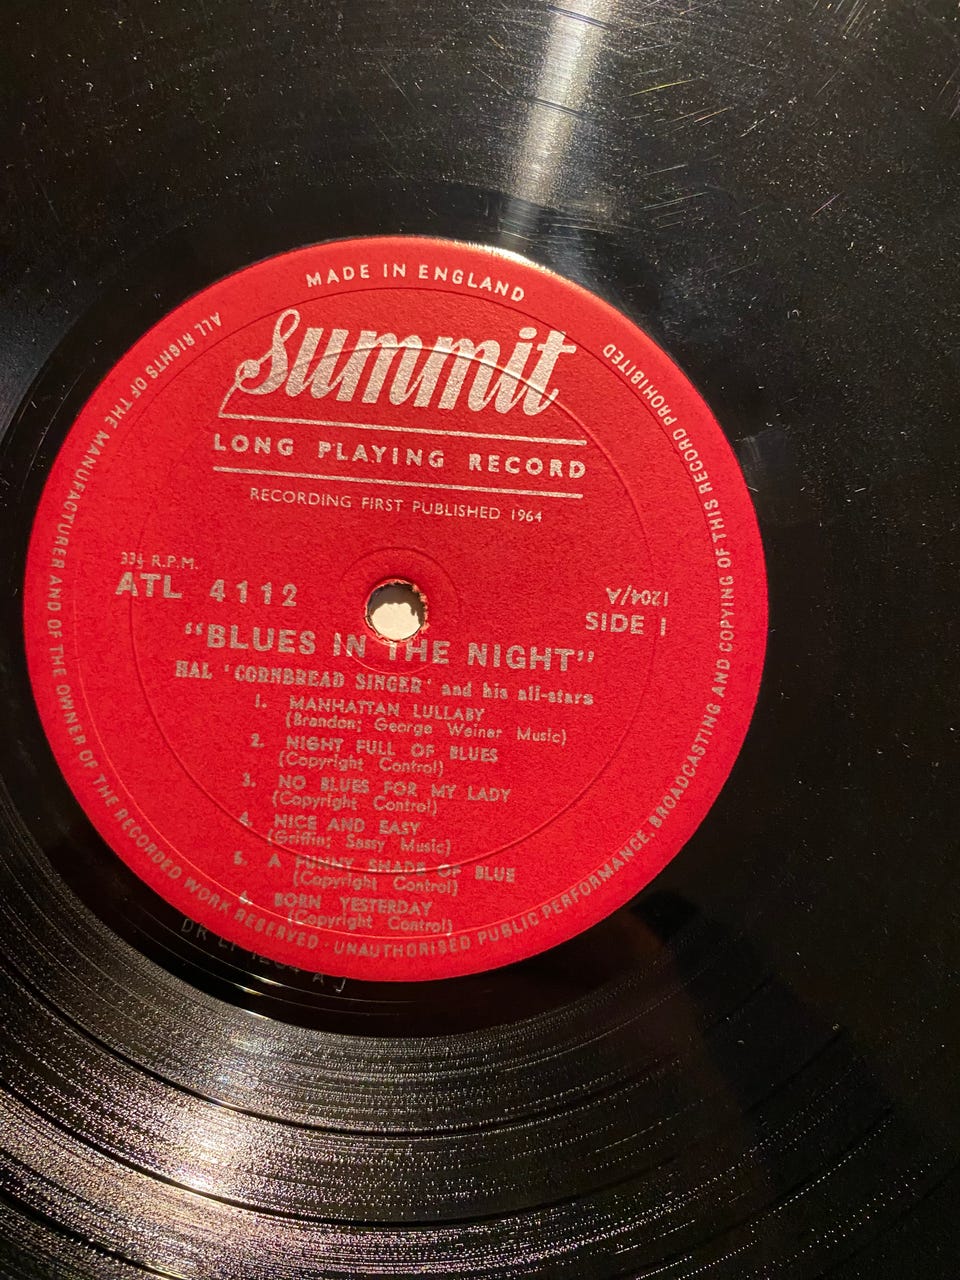 MADE IN ENGLAND
Summit
LONG PLAYING RECORD
RECORDING FIRST PUBLISHED 1964
33⅓ R.P.M.
ATL 4112
1204/A
SIDE 1
"BLUES IN THE NIGHT"
HAL 'CORNBREAD SINGER' and his all-stars
1. MANHATTAN LULLABY
(Brandon; George Weiner Music)
2. NIGHT FULL OF BLUES
(Copyright Control)
3. NO BLUES FOR MY LADY
(Copyright Control)
4. NICE AND EASY
(Griffin; Sassy Music)
5. A FUNNY SHADE OF BLUE
(Copyright Control)
6. BORN YESTERDAY
(Copyright Control)
ALL RIGHTS OF THE MANUFACTURER AND OF THE OWNER OF THE RECORDED WORK RESERVED · UNAUTHORISED PUBLIC PERFORMANCE, BROADCASTING AND COPYING OF THIS RECORD PROHIBITED